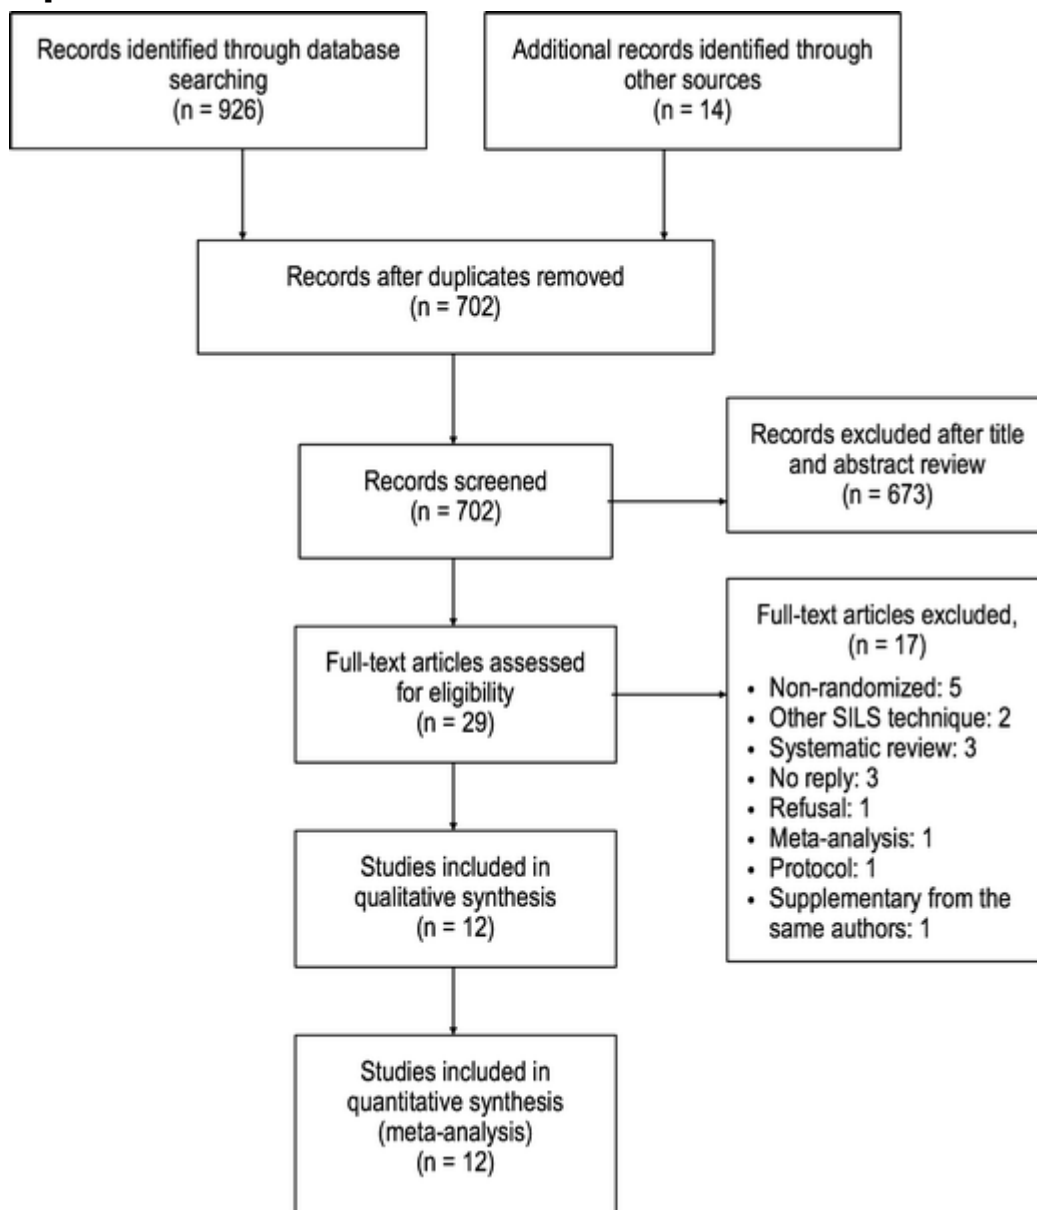 Records identified through database
searching
(n = 926)
Additional records identified through
other sources
(n = 14)
Records after duplicates removed
(n = 702)
Records screened
(n = 702)
Records excluded after title
and abstract review
(n = 673)
Full-text articles assessed
for eligibility
(n = 29)
Full-text articles excluded,
(n = 17)
• Non-randomized: 5
• Other SILS technique: 2
• Systematic review: 3
• No reply: 3
• Refusal: 1
• Meta-analysis: 1
• Protocol: 1
• Supplementary from the
same authors: 1
Studies included in
qualitative synthesis
(n = 12)
Studies included in
quantitative synthesis
(meta-analysis)
(n = 12)